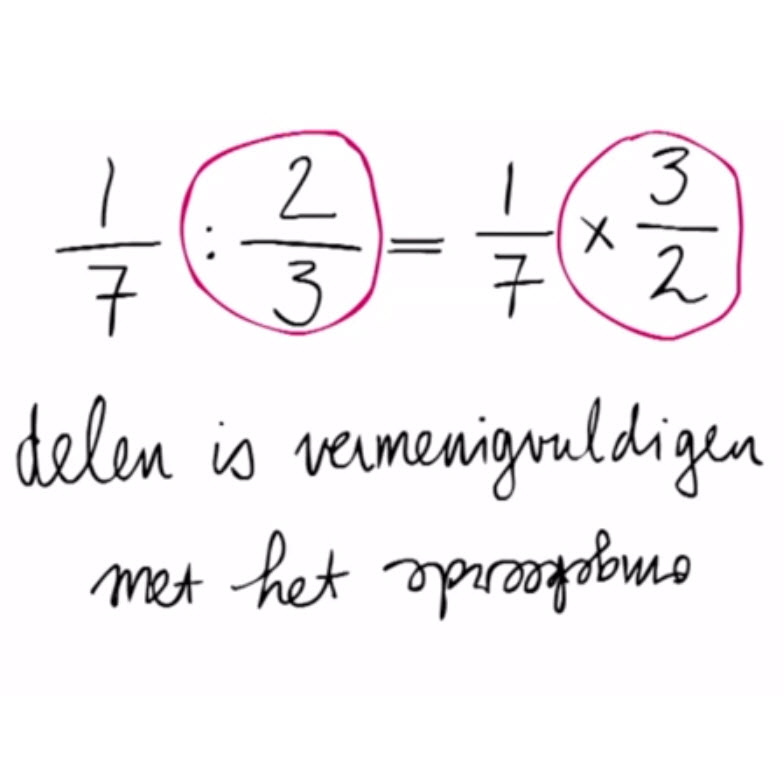 1/7 : 2/3 = 1/7 × 3/2
delen is vermenigvuldigen
met het omgekeerde